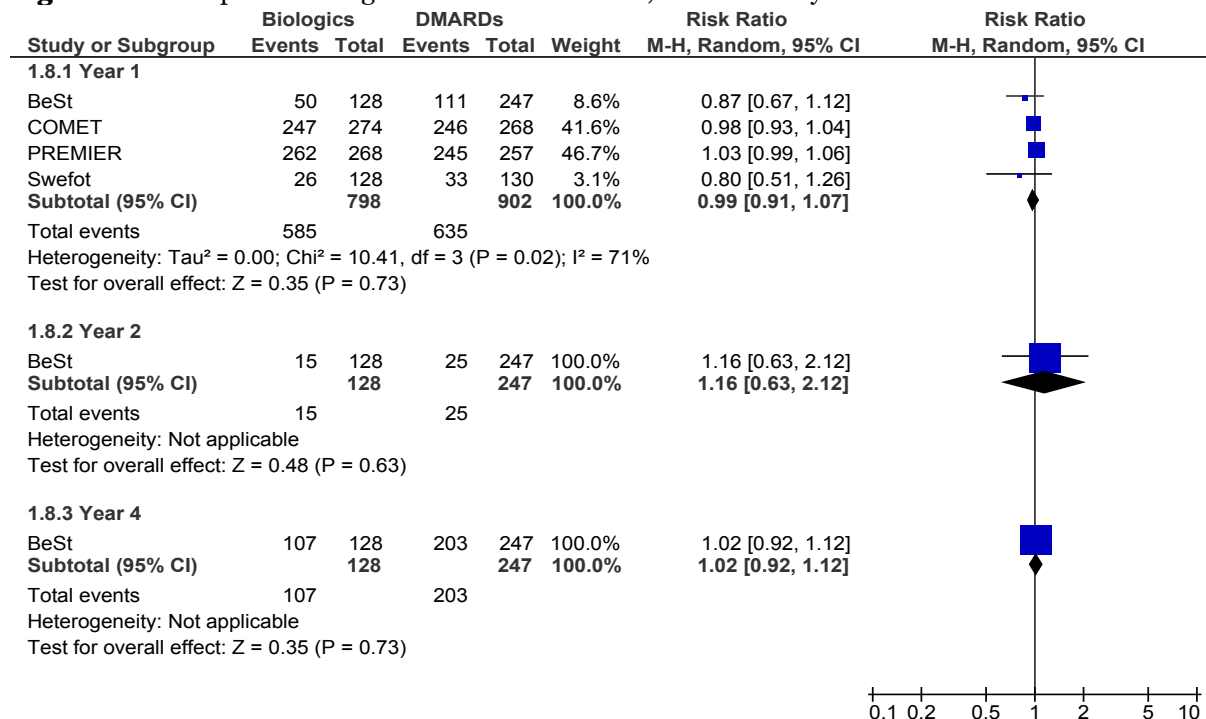 Biologics DMARDs Risk Ratio Risk Ratio
Study or Subgroup Events Total Events Total Weight M-H, Random, 95% CI M-H, Random, 95% CI
1.8.1 Year 1
BeSt 50 128 111 247 8.6% 0.87 [0.67, 1.12]
COMET 247 274 246 268 41.6% 0.98 [0.93, 1.04]
PREMIER 262 268 245 257 46.7% 1.03 [0.99, 1.06]
Swefot 26 128 33 130 3.1% 0.80 [0.51, 1.26]
Subtotal (95% CI) 798 902 100.0% 0.99 [0.91, 1.07]
Total events 585 635
Heterogeneity: Tau² = 0.00; Chi² = 10.41, df = 3 (P = 0.02); I² = 71%
Test for overall effect: Z = 0.35 (P = 0.73)
1.8.2 Year 2
BeSt 15 128 25 247 100.0% 1.16 [0.63, 2.12]
Subtotal (95% CI) 128 247 100.0% 1.16 [0.63, 2.12]
Total events 15 25
Heterogeneity: Not applicable
Test for overall effect: Z = 0.48 (P = 0.63)
1.8.3 Year 4
BeSt 107 128 203 247 100.0% 1.02 [0.92, 1.12]
Subtotal (95% CI) 128 247 100.0% 1.02 [0.92, 1.12]
Total events 107 203
Heterogeneity: Not applicable
Test for overall effect: Z = 0.35 (P = 0.73)
0.1 0.2 0.5 1 2 5 10